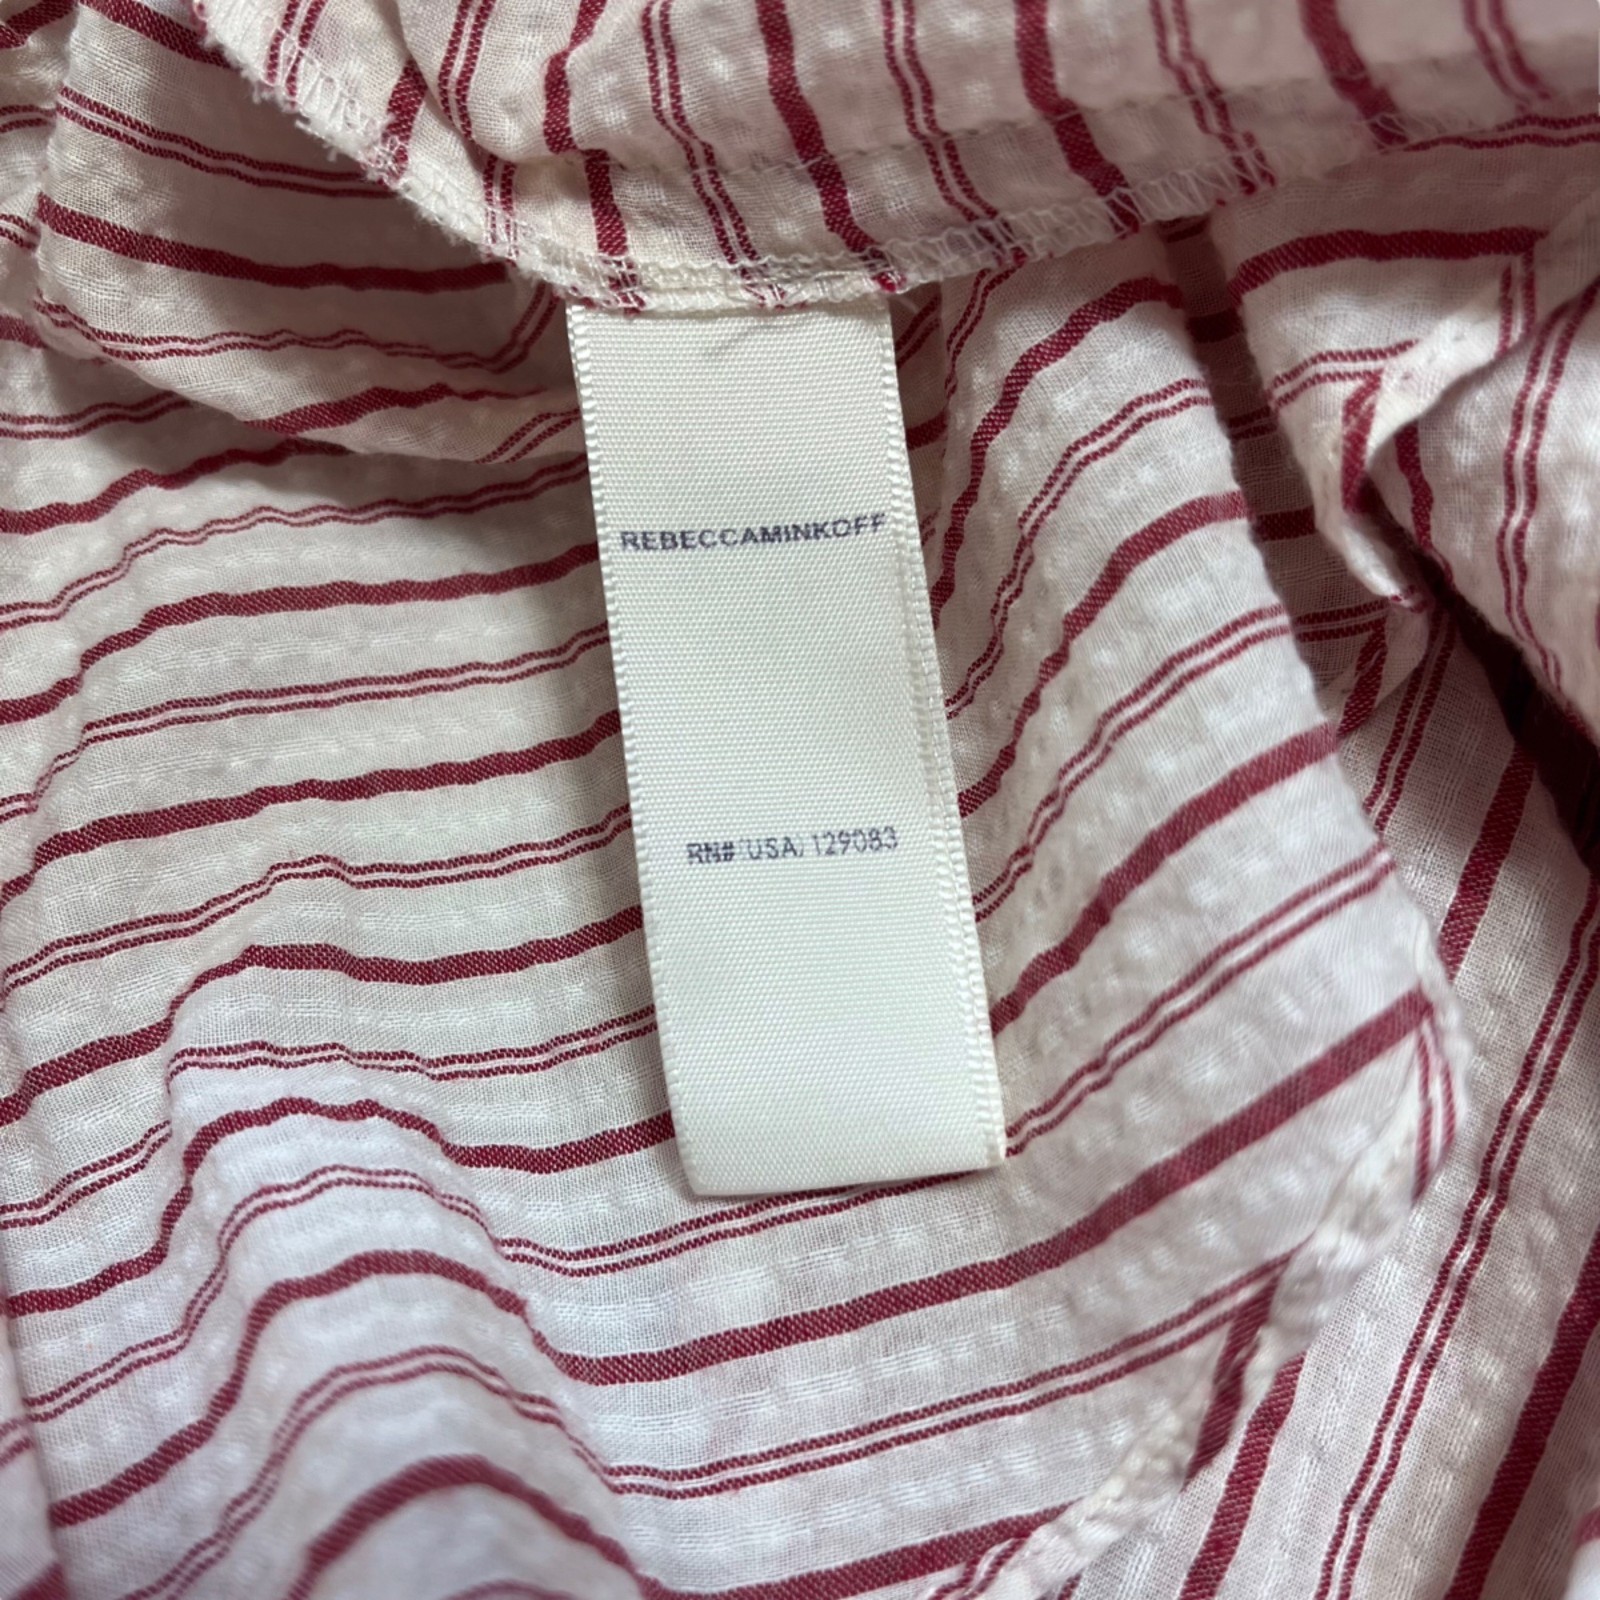 REBECCAMINKOFF
RN# (USA) 129083